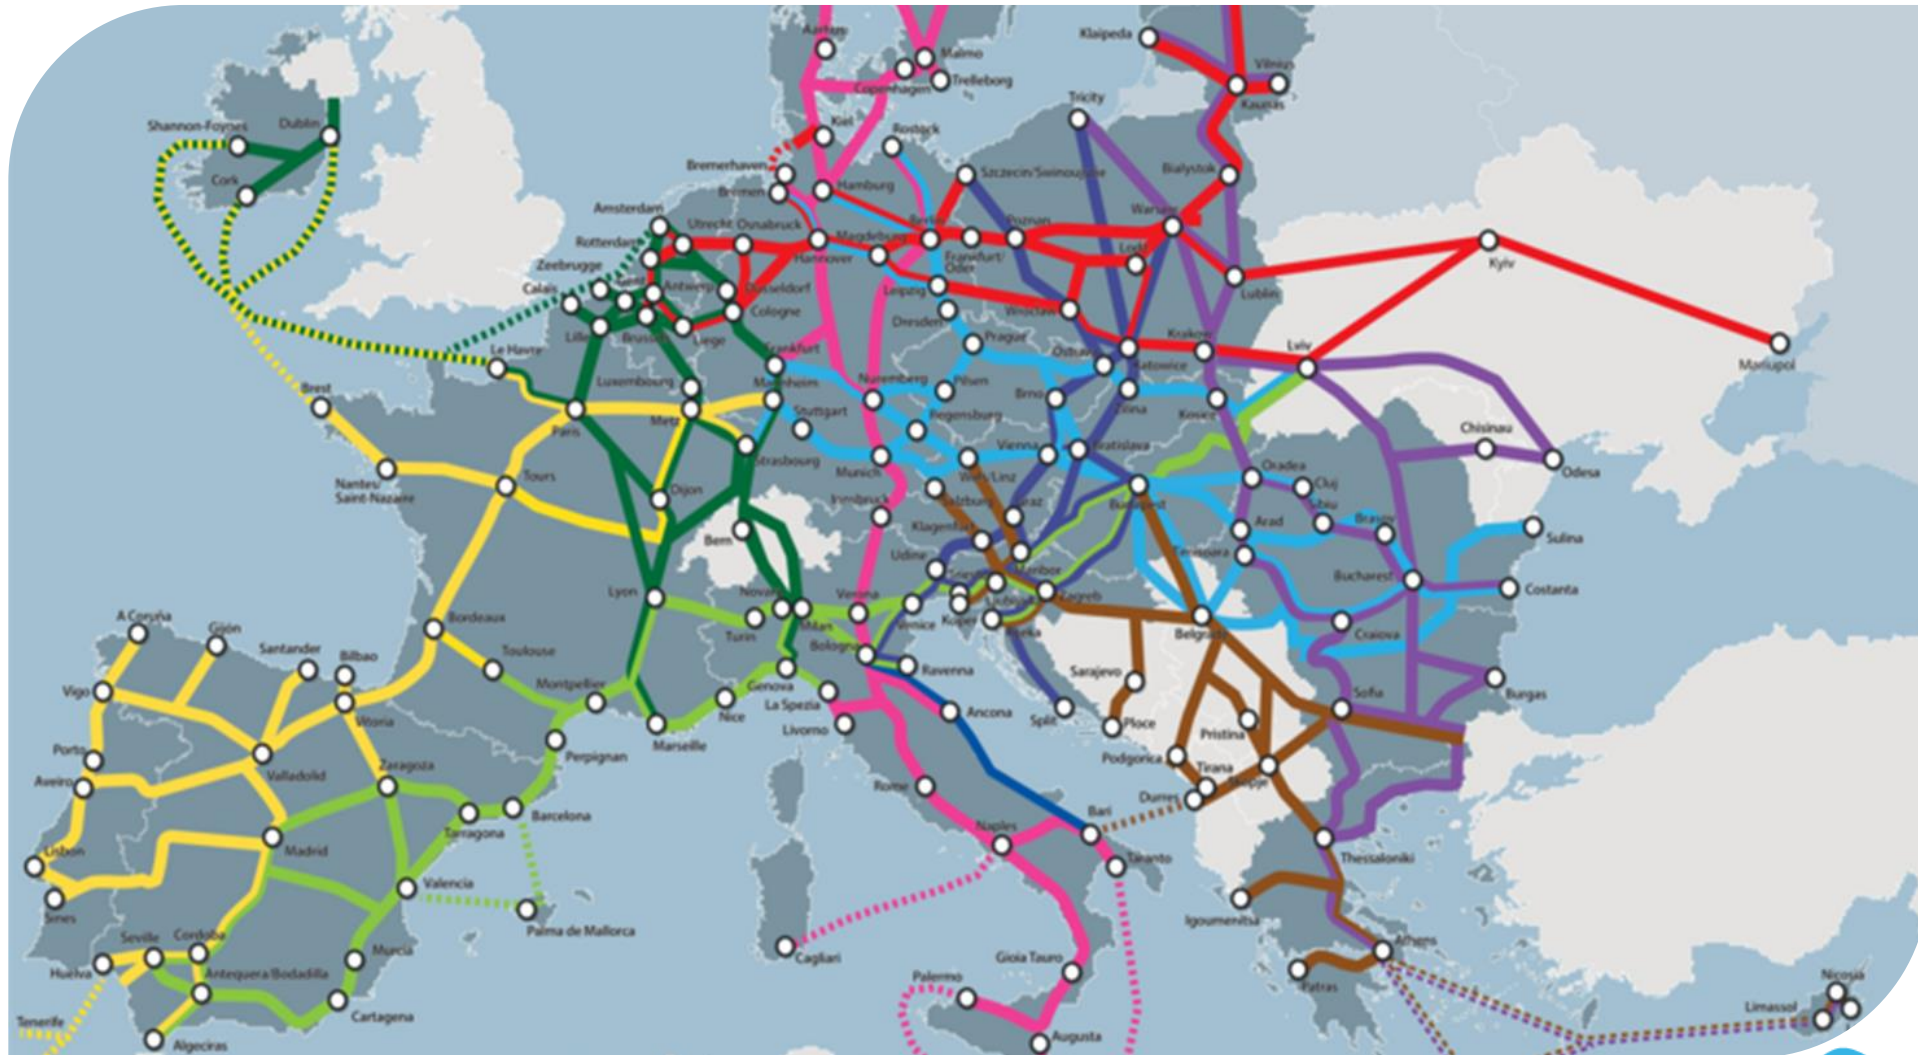 Aarhus
Malmo
Copenhagen
Trelleborg
Klaipeda
Vilnius
Kaunas
Tricity
Shannon-Foynes
Dublin
Cork
Kiel
Rostock
Bremerhaven
Bremen
Hamburg
Szczecin/Swinoujscie
Bialystok
Amsterdam
Utrecht
Osnabruck
Berlin
Poznan
Warsaw
Rotterdam
Magdeburg
Hannover
Frankfurt/
Oder
Lodz
Kyiv
Zeebrugge
Gent
Antwerp
Dusseldorf
Calais
Leipzig
Lublin
Cologne
Dresden
Wroclaw
Lille
Brussels
Liege
Prague
Krakow
Lviv
Mariupol
Le Havre
Frankfurt
Ostrava
Katowice
Luxembourg
Mannheim
Nuremberg
Pilsen
Brno
Zilina
Kosice
Brest
Paris
Metz
Stuttgart
Regensburg
Chisinau
Strasbourg
Vienna
Bratislava
Munich
Odesa
Nantes/
Saint-Nazaire
Tours
Dijon
Wels/Linz
Oradea
Cluj
Innsbruck
Salzburg
Graz
Budapest
Sibiu
Brasov
Bern
Klagenfurt
Arad
Sulina
Udine
Timisoara
Maribor
Bucharest
Costanta
Lyon
Novara
Verona
Trieste
Ljubljana
Zagreb
A Coruña
Gijón
Bordeaux
Turin
Milan
Venice
Koper
Rijeka
Belgrade
Craiova
Santander
Bilbao
Toulouse
Bologna
Ravenna
Sarajevo
Vigo
Vitoria
Montpellier
Genova
La Spezia
Nice
Livorno
Ancona
Split
Ploce
Sofia
Burgas
Marseille
Pristina
Porto
Valladolid
Zaragoza
Perpignan
Podgorica
Tirana
Skopje
Aveiro
Rome
Durres
Tarragona
Barcelona
Bari
Naples
Madrid
Lisbon
Taranto
Thessaloniki
Valencia
Sines
Palma de Mallorca
Igoumenitsa
Seville
Cordoba
Murcia
Athens
Huelva
Antequera/Bobadilla
Cagliari
Gioia Tauro
Palermo
Patras
Nicosia
Limassol
Cartagena
Tenerife
Algeciras
Augusta